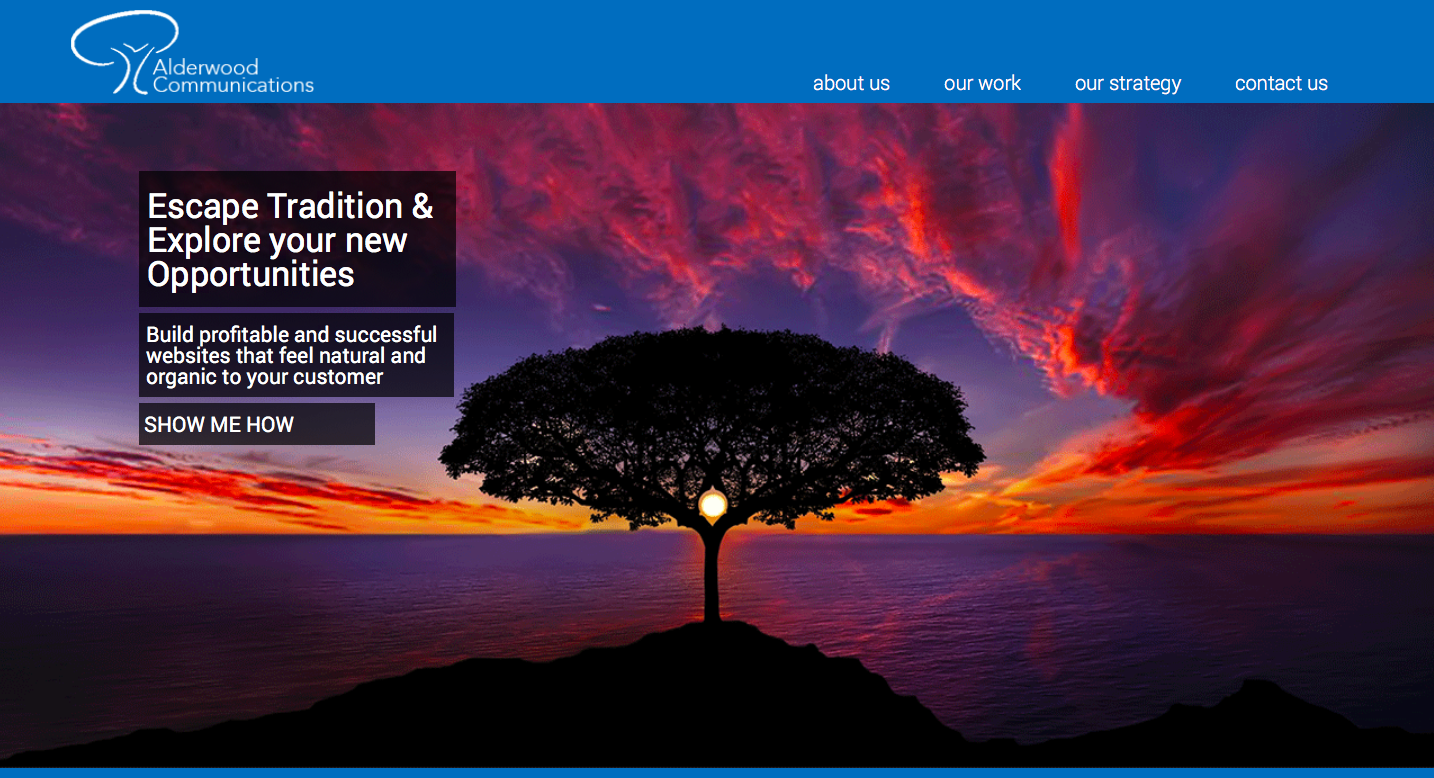 Alderwood
Communications
about us our work our strategy contact us
Escape Tradition &
Explore your new
Opportunities
Build profitable and successful
websites that feel natural and
organic to your customer
SHOW ME HOW